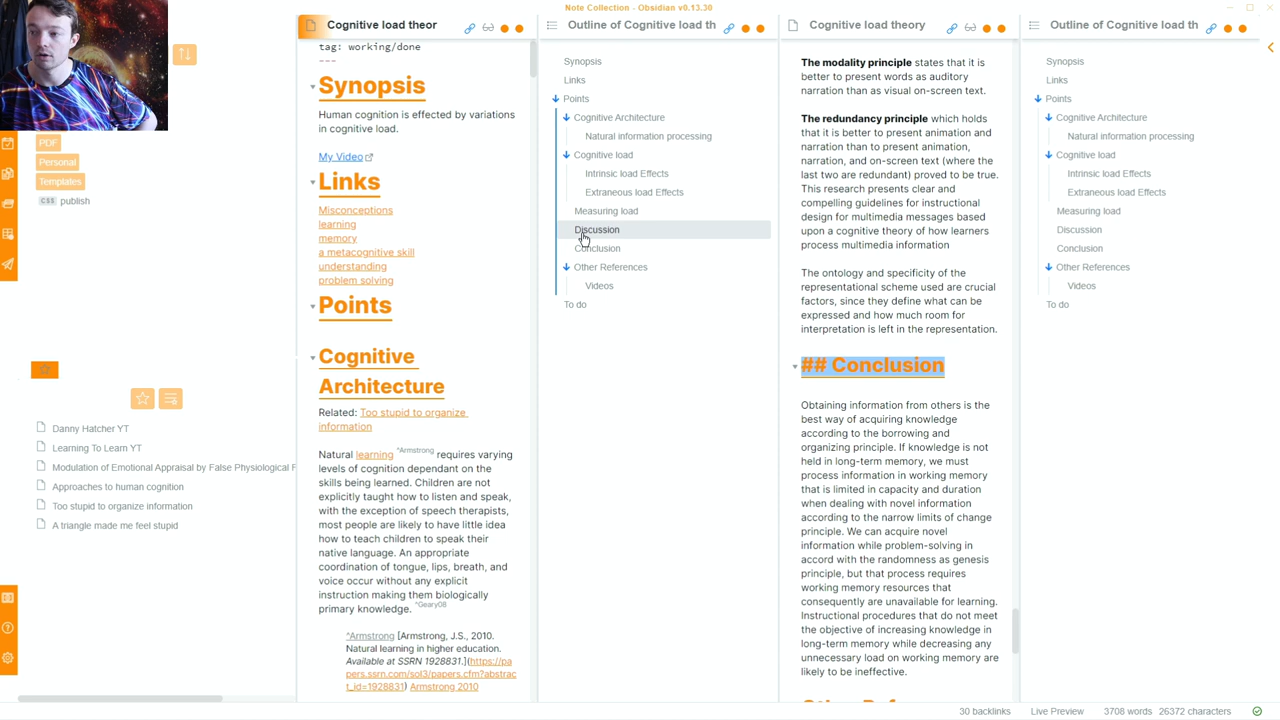 Note Collection - Obsidian v0.13.30
Cognitive load theor
Outline of Cognitive load th
Cognitive load theory
Outline of Cognitive load th
PDF
Personal
Templates
CSS publish
Danny Hatcher YT
Learning To Learn YT
Modulation of Emotional Appraisal by False Physiological F
Approaches to human cognition
Too stupid to organize information
A triangle made me feel stupid
tag: working/done
---
Synopsis
Human cognition is effected by variations
in cognitive load.
My Video
Links
Misconceptions
learning
memory
a metacognitive skill
understanding
problem solving
Points
Cognitive
Architecture
Related: Too stupid to organize
information
Natural learning ^Armstrong requires varying
levels of cognition dependant on the
skills being learned. Children are not
explicitly taught how to listen and speak,
with the exception of speech therapists,
most people are likely to have little idea
how to teach children to speak their
native language. An appropriate
coordination of tongue, lips, breath, and
voice occur without any explicit
instruction making them biologically
primary knowledge. ^Geary08
^Armstrong [Armstrong, J.S., 2010.
Natural learning in higher education.
Available at SSRN 1928831.](https://pa
pers.ssrn.com/sol3/papers.cfm?abstrac
t_id=1928831) Armstrong 2010
Synopsis
Links
Points
Cognitive Architecture
Natural information processing
Cognitive load
Intrinsic load Effects
Extraneous load Effects
Measuring load
Discussion
Conclusion
Other References
Videos
To do
The modality principle states that it is
better to present words as auditory
narration than as visual on-screen text.
The redundancy principle which
holds that it is better to present animation and
narration than to present animation,
narration, and on-screen text (where the
last two are redundant) proved to be true.
This research presents clear and
compelling guidelines for instructional
design for multimedia messages based
upon a cognitive theory of how learners
process multimedia information
The ontology and specificity of the
representational scheme used are crucial
factors, since they define what can be
expressed and how much room for
interpretation is left in the representation.
## Conclusion
Obtaining information from others is the
best way of acquiring knowledge
according to the borrowing and
organizing principle. If knowledge is not
held in long-term memory, we must
process information in working memory
that is limited in capacity and duration
when dealing with novel information
according to the narrow limits of change
principle. We can acquire novel
information while problem-solving in
accord with the randomness as genesis
principle, but that process requires
working memory resources that
consequently are unavailable for learning.
Instructional procedures that do not meet
the objective of increasing knowledge in
long-term memory while decreasing any
unnecessary load on working memory are
likely to be ineffective.
Synopsis
Links
Points
Cognitive Architecture
Natural information processing
Cognitive load
Intrinsic load Effects
Extraneous load Effects
Measuring load
Discussion
Conclusion
Other References
Videos
To do
30 backlinks
Live Preview
3708 words 26372 characters